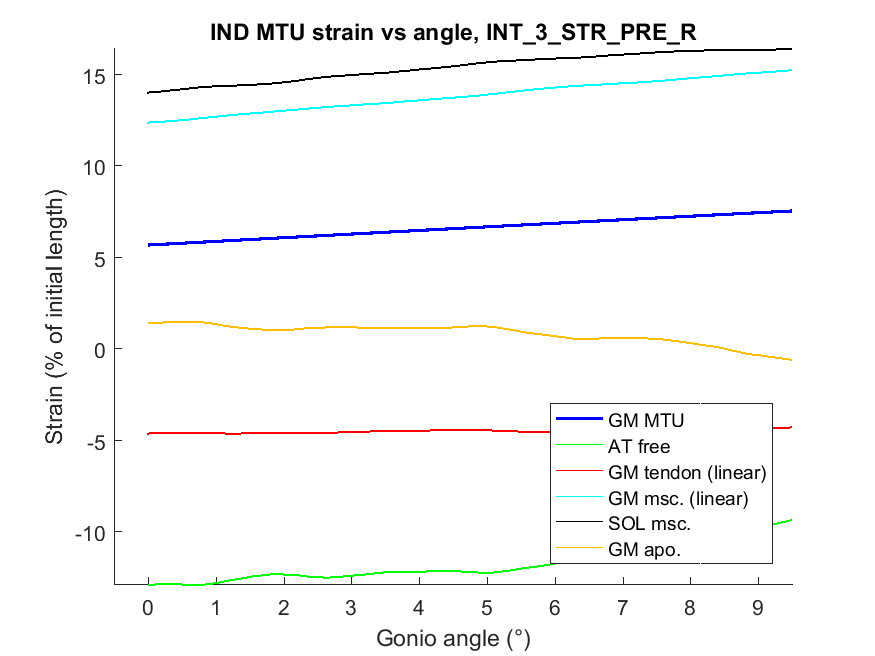 IND MTU strain vs angle, INT_3_STR_PRE_R
Strain (% of initial length)
15
10
5
0
-5
-10
GM MTU
AT free
GM tendon (linear)
GM msc. (linear)
SOL msc.
GM apo.
0 1 2 3 4 5 6 7 8 9
Gonio angle (°)